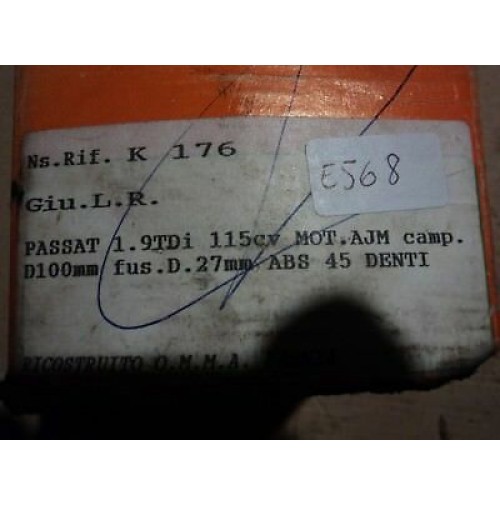 Ns.Rif. K 176
E568
Giu.L.R.
PASSAT 1.9TDi 115cv MOT.AJM camp.
D100mm fus.D.27mm ABS 45 DENTI
RICOSTRUITO O.M.M.A.